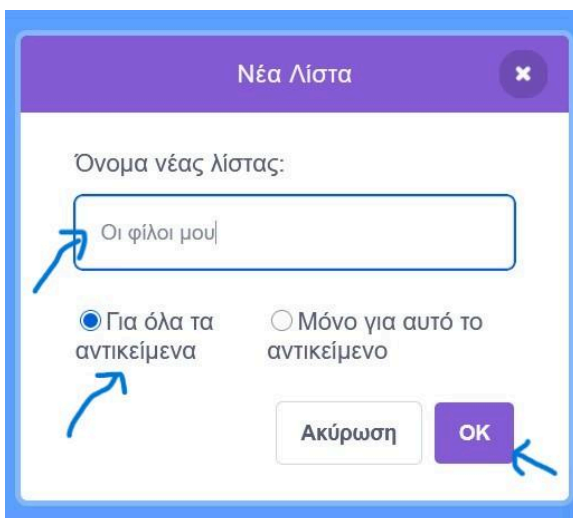 Νέα Λίστα
Όνομα νέας λίστας:
Οι φίλοι μου
Για όλα τα
αντικείμενα
Μόνο για αυτό το
αντικείμενο
Ακύρωση
OK